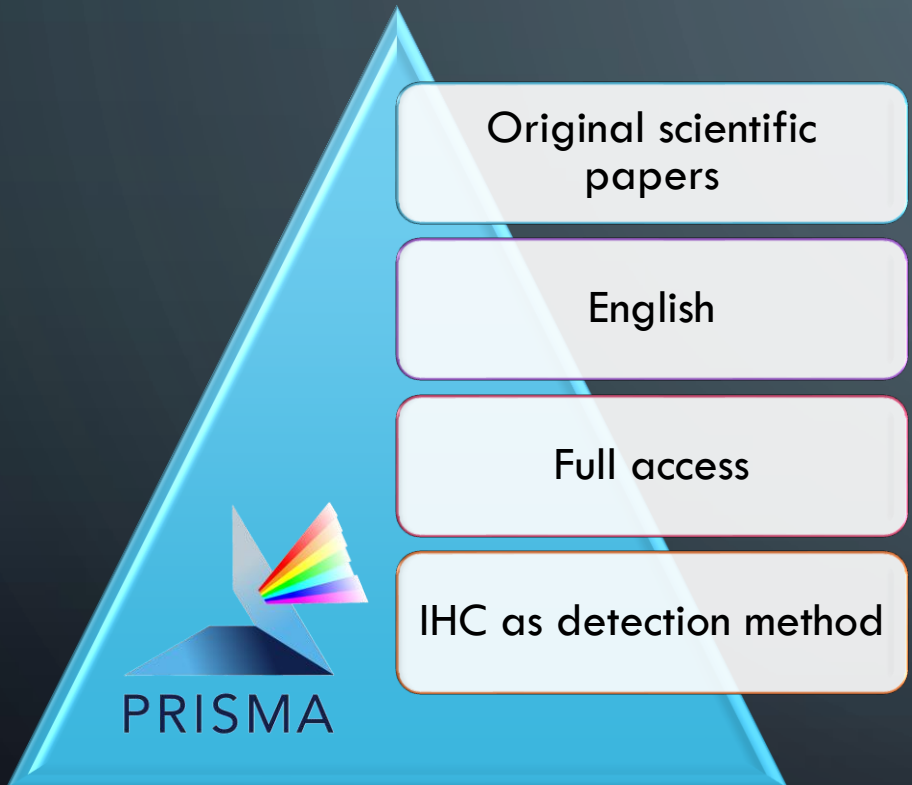 Original scientific
papers
English
Full access
IHC as detection method
PRISMA